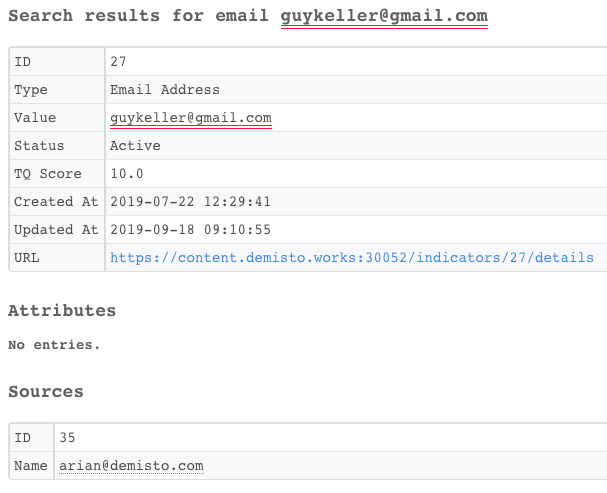 Search results for email guykeller@gmail.com
ID 27
Type Email Address
Value guykeller@gmail.com
Status Active
TQ Score 10.0
Created At 2019-07-22 12:29:41
Updated At 2019-09-18 09:10:55
URL https://content.demisto.works:30052/indicators/27/details
Attributes
No entries.
Sources
ID 35
Name arian@demisto.com